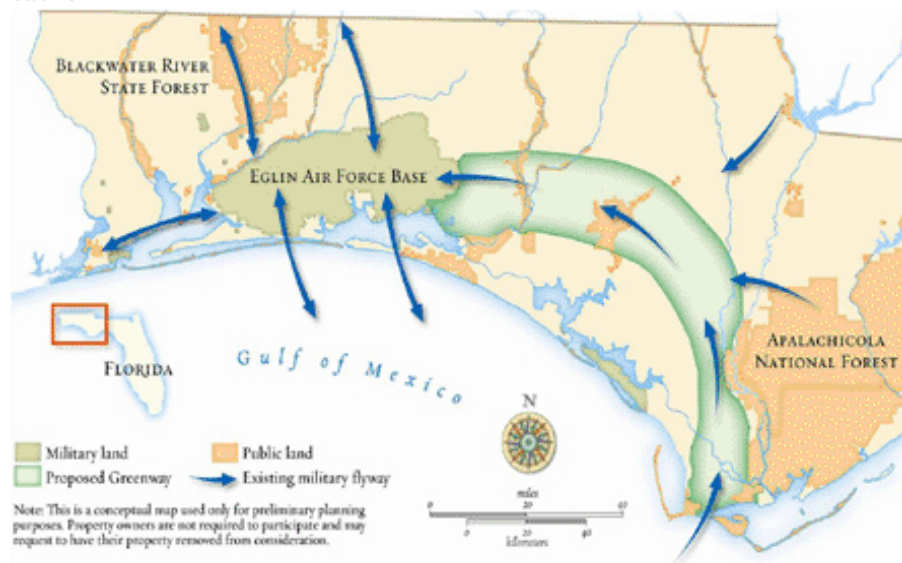 BLACKWATER RIVER
STATE FOREST
EGLIN AIR FORCE BASE
APALACHICOLA
NATIONAL FOREST
FLORIDA
Gulf of Mexico
N
Military land
Public land
Proposed Greenway
Existing military flyway
miles
0 20 40 60
0 20 40
kilometers
Note: This is a conceptual map used only for preliminary planning
purposes. Property owners are not required to participate and may
request to have their property removed from consideration.